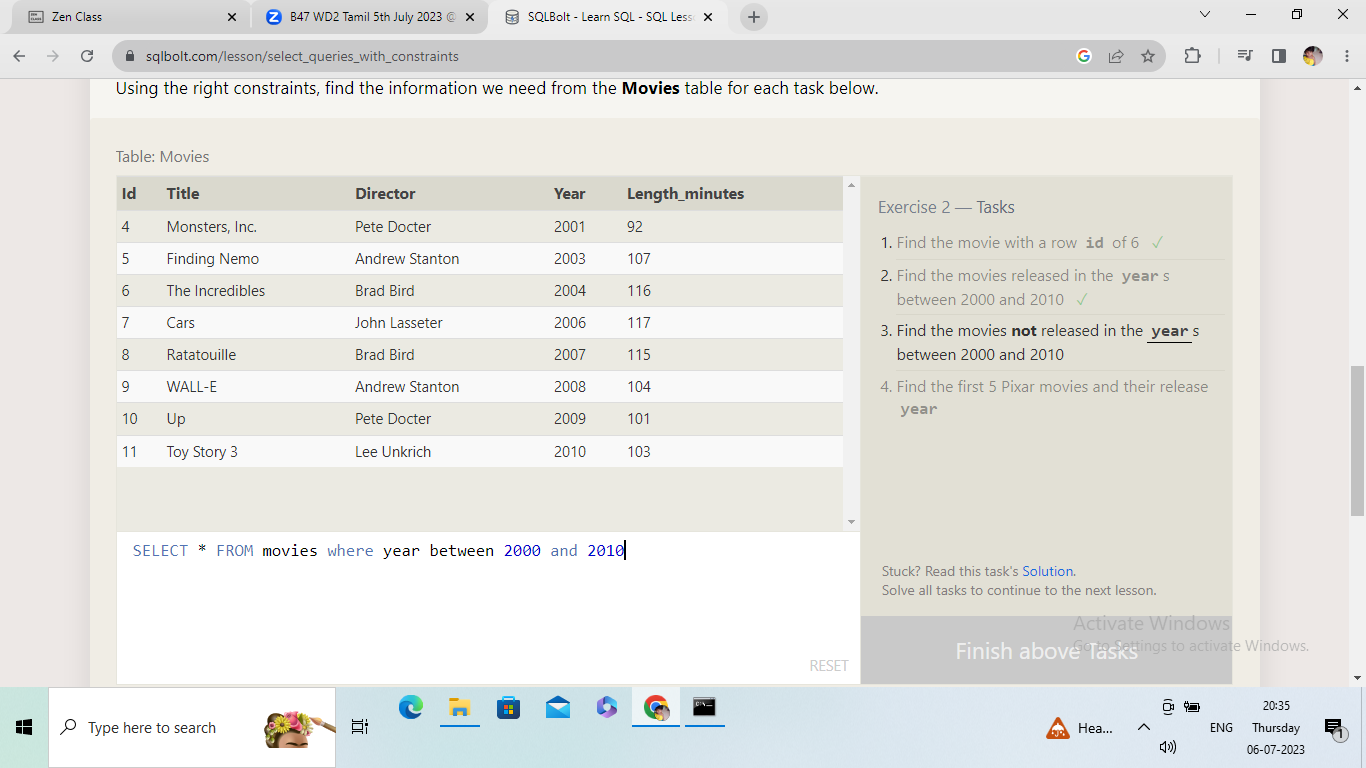 Zen Class
B47 WD2 Tamil 5th July 2023
SQLBolt - Learn SQL - SQL Less
sqlbolt.com/lesson/select_queries_with_constraints
Using the right constraints, find the information we need from the Movies table for each task below.
Table: Movies
Id Title Director Year Length_minutes
4 Monsters, Inc. Pete Docter 2001 92
5 Finding Nemo Andrew Stanton 2003 107
6 The Incredibles Brad Bird 2004 116
7 Cars John Lasseter 2006 117
8 Ratatouille Brad Bird 2007 115
9 WALL-E Andrew Stanton 2008 104
10 Up Pete Docter 2009 101
11 Toy Story 3 Lee Unkrich 2010 103
SELECT * FROM movies where year between 2000 and 2010
RESET
Exercise 2 — Tasks
1. Find the movie with a row id of 6 ✓
2. Find the movies released in the year s
between 2000 and 2010 ✓
3. Find the movies not released in the year s
between 2000 and 2010
4. Find the first 5 Pixar movies and their release
year
Stuck? Read this task's Solution.
Solve all tasks to continue to the next lesson.
Finish above Tasks
Activate Windows
Go to Settings to activate Windows.
Type here to search
Hea...
ENG
20:35
Thursday
06-07-2023
1